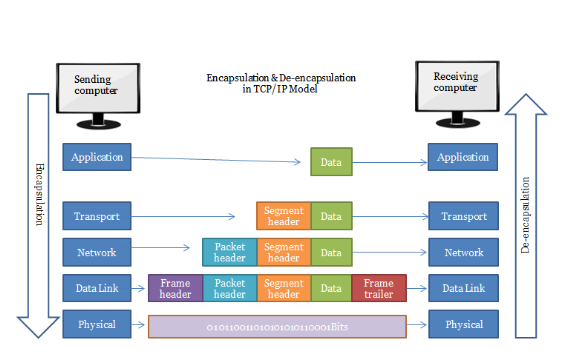 Sending
computer
Encapsulation & De-encapsulation
in TCP/IP Model
Receiving
computer
Encapsulation
De-encapsulation
Application
Data
Application
Transport
Segment
header
Data
Transport
Network
Packet
header
Segment
header
Data
Network
Data Link
Frame
header
Packet
header
Segment
header
Data
Frame
trailer
Data Link
Physical
01011001101010101011 0001Bits
Physical